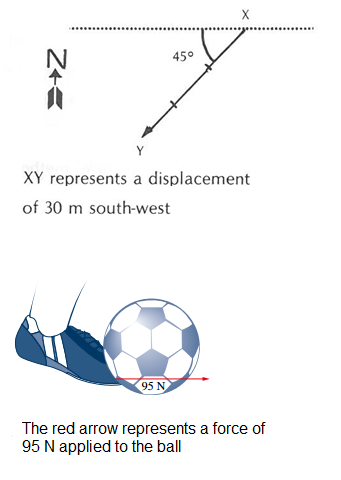 X
45°
N
Y
XY represents a displacement
of 30 m south-west
95 N
The red arrow represents a force of
95 N applied to the ball